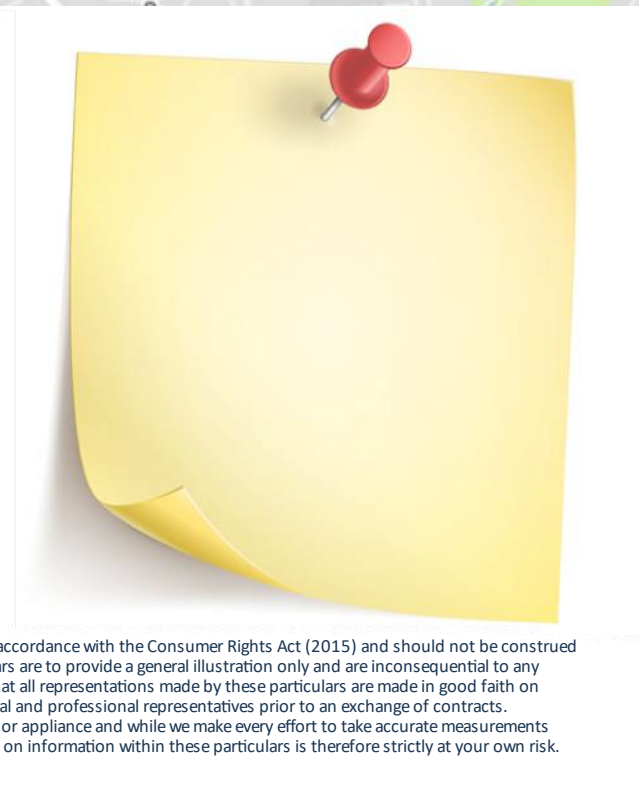 accordance with the Consumer Rights Act (2015) and should not be construed
ars are to provide a general illustration only and are inconsequential to any
at all representations made by these particulars are made in good faith on
al and professional representatives prior to an exchange of contracts.
or appliance and while we make every effort to take accurate measurements
on information within these particulars is therefore strictly at your own risk.